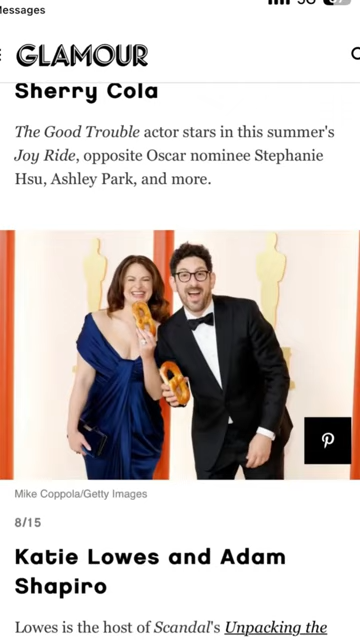 Messages
GLAMOUR
Sherry Cola
The Good Trouble actor stars in this summer's
Joy Ride, opposite Oscar nominee Stephanie
Hsu, Ashley Park, and more.
Mike Coppola/Getty Images
8/15
Katie Lowes and Adam
Shapiro
Lowes is the host of Scandal's Unpacking the